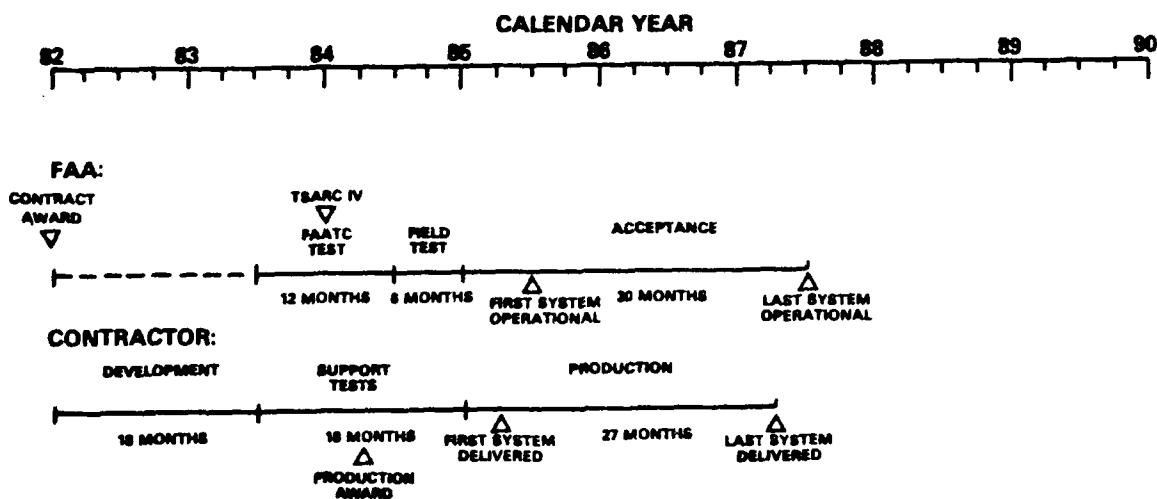 CALENDAR YEAR
82 83 84 85 86 87 88 89 90
FAA:
CONTRACT
AWARD
TSARC IV
FAATC
TEST
FIELD
TEST
ACCEPTANCE
12 MONTHS
6 MONTHS
FIRST SYSTEM
OPERATIONAL
30 MONTHS
LAST SYSTEM
OPERATIONAL
CONTRACTOR:
DEVELOPMENT
SUPPORT
TESTS
PRODUCTION
18 MONTHS
18 MONTHS
FIRST SYSTEM
DELIVERED
27 MONTHS
LAST SYSTEM
DELIVERED
PRODUCTION
AWARD